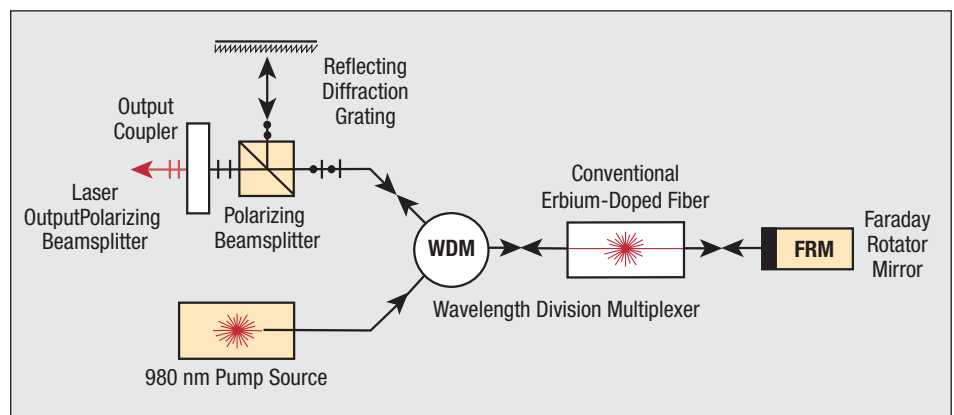 Reflecting
Diffraction
Grating
Output
Coupler
Laser
OutputPolarizing
Beamsplitter
Polarizing
Beamsplitter
WDM
Conventional
Erbium-Doped Fiber
FRM
Faraday
Rotator
Mirror
Wavelength Division Multiplexer
980 nm Pump Source